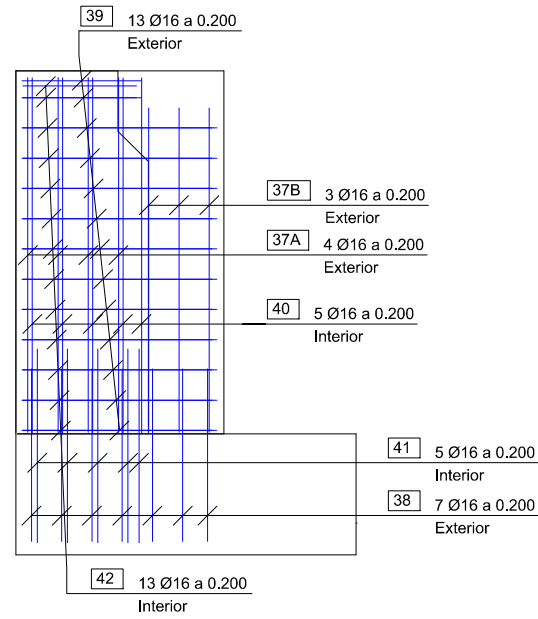 39 13 Ø16 a 0.200
Exterior
37B 3 Ø16 a 0.200
Exterior
37A 4 Ø16 a 0.200
Exterior
40 5 Ø16 a 0.200
Interior
41 5 Ø16 a 0.200
Interior
38 7 Ø16 a 0.200
Exterior
42 13 Ø16 a 0.200
Interior